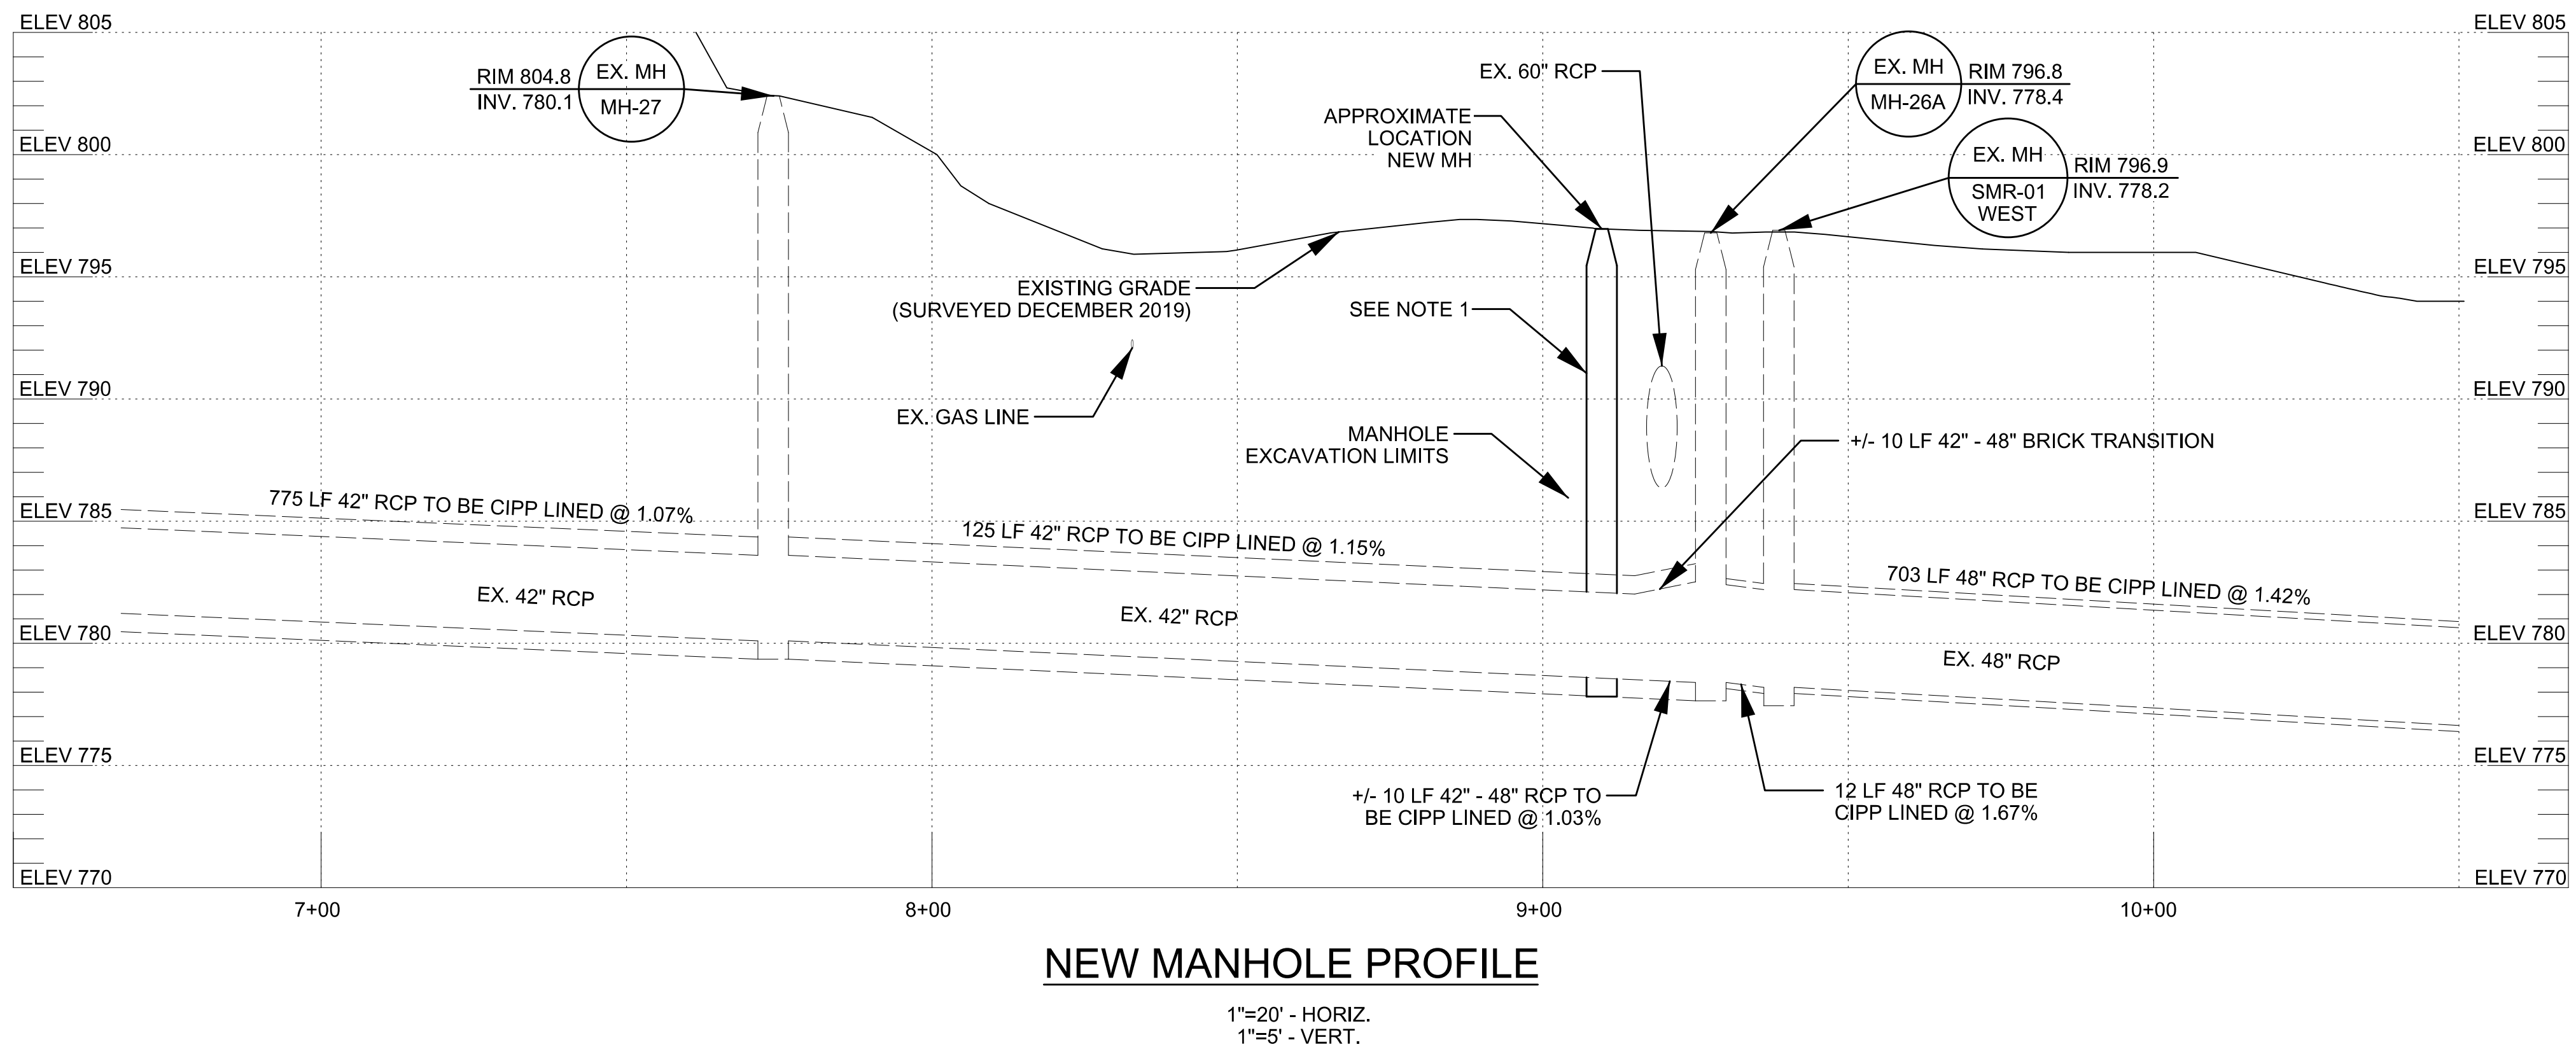 ELEV 805
ELEV 805
RIM 804.8
INV. 780.1
EX. MH
MH-27
EX. 60" RCP
EX. MH
MH-26A
RIM 796.8
INV. 778.4
APPROXIMATE
LOCATION
NEW MH
ELEV 800
ELEV 800
EX. MH
SMR-01
WEST
RIM 796.9
INV. 778.2
ELEV 795
ELEV 795
EXISTING GRADE
(SURVEYED DECEMBER 2019)
SEE NOTE 1
ELEV 790
ELEV 790
EX. GAS LINE
MANHOLE
EXCAVATION LIMITS
+/- 10 LF 42" - 48" BRICK TRANSITION
775 LF 42" RCP TO BE CIPP LINED @ 1.07%
ELEV 785
ELEV 785
125 LF 42" RCP TO BE CIPP LINED @ 1.15%
703 LF 48" RCP TO BE CIPP LINED @ 1.42%
EX. 42" RCP
EX. 42" RCP
ELEV 780
ELEV 780
EX. 48" RCP
ELEV 775
ELEV 775
+/- 10 LF 42" - 48" RCP TO
BE CIPP LINED @ 1.03%
12 LF 48" RCP TO BE
CIPP LINED @ 1.67%
ELEV 770
ELEV 770
7+00
8+00
9+00
10+00
NEW MANHOLE PROFILE
1"=20' - HORIZ.
1"=5' - VERT.